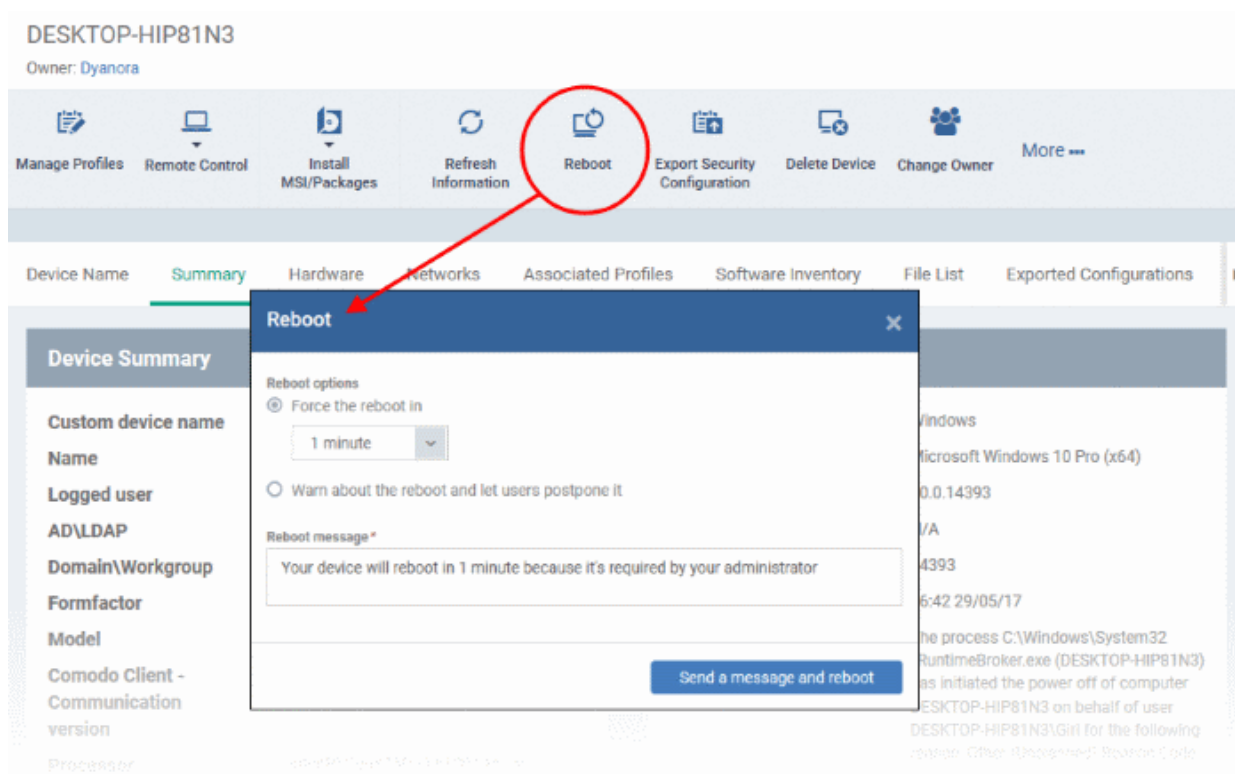 DESKTOP-HIP81N3
Owner: Dyanora
Manage Profiles
Remote Control
Install
MSI/Packages
Refresh
Information
Reboot
Export Security
Configuration
Delete Device
Change Owner
More
Device Name
Summary
Hardware
Networks
Associated Profiles
Software Inventory
File List
Exported Configurations
Reboot
Device Summary
Reboot options
Force the reboot in
1 minute
Warn about the reboot and let users postpone it
Reboot message*
Your device will reboot in 1 minute because it's required by your administrator
Send a message and reboot
Custom device name
Name
Logged user
AD\LDAP
Domain\Workgroup
Formfactor
Model
Comodo Client -
Communication
version
Processor
indows
icrosoft Windows 10 Pro (x64)
0.0.14393
/A
4393
6:42 29/05/17
he process C:\Windows\System32
RuntimeBroker.exe (DESKTOP-HIP81N3)
as initiated the power off of computer
DESKTOP-HIP81N3 on behalf of user
DESKTOP-HIP81N3\Girl for the following